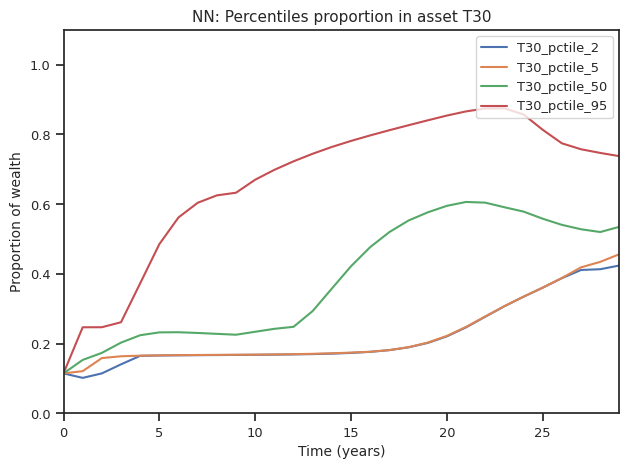 NN: Percentiles proportion in asset T30
T30_pctile_2
T30_pctile_5
T30_pctile_50
T30_pctile_95
Proportion of wealth
1.0
0.8
0.6
0.4
0.2
0.0
0 5 10 15 20 25
Time (years)